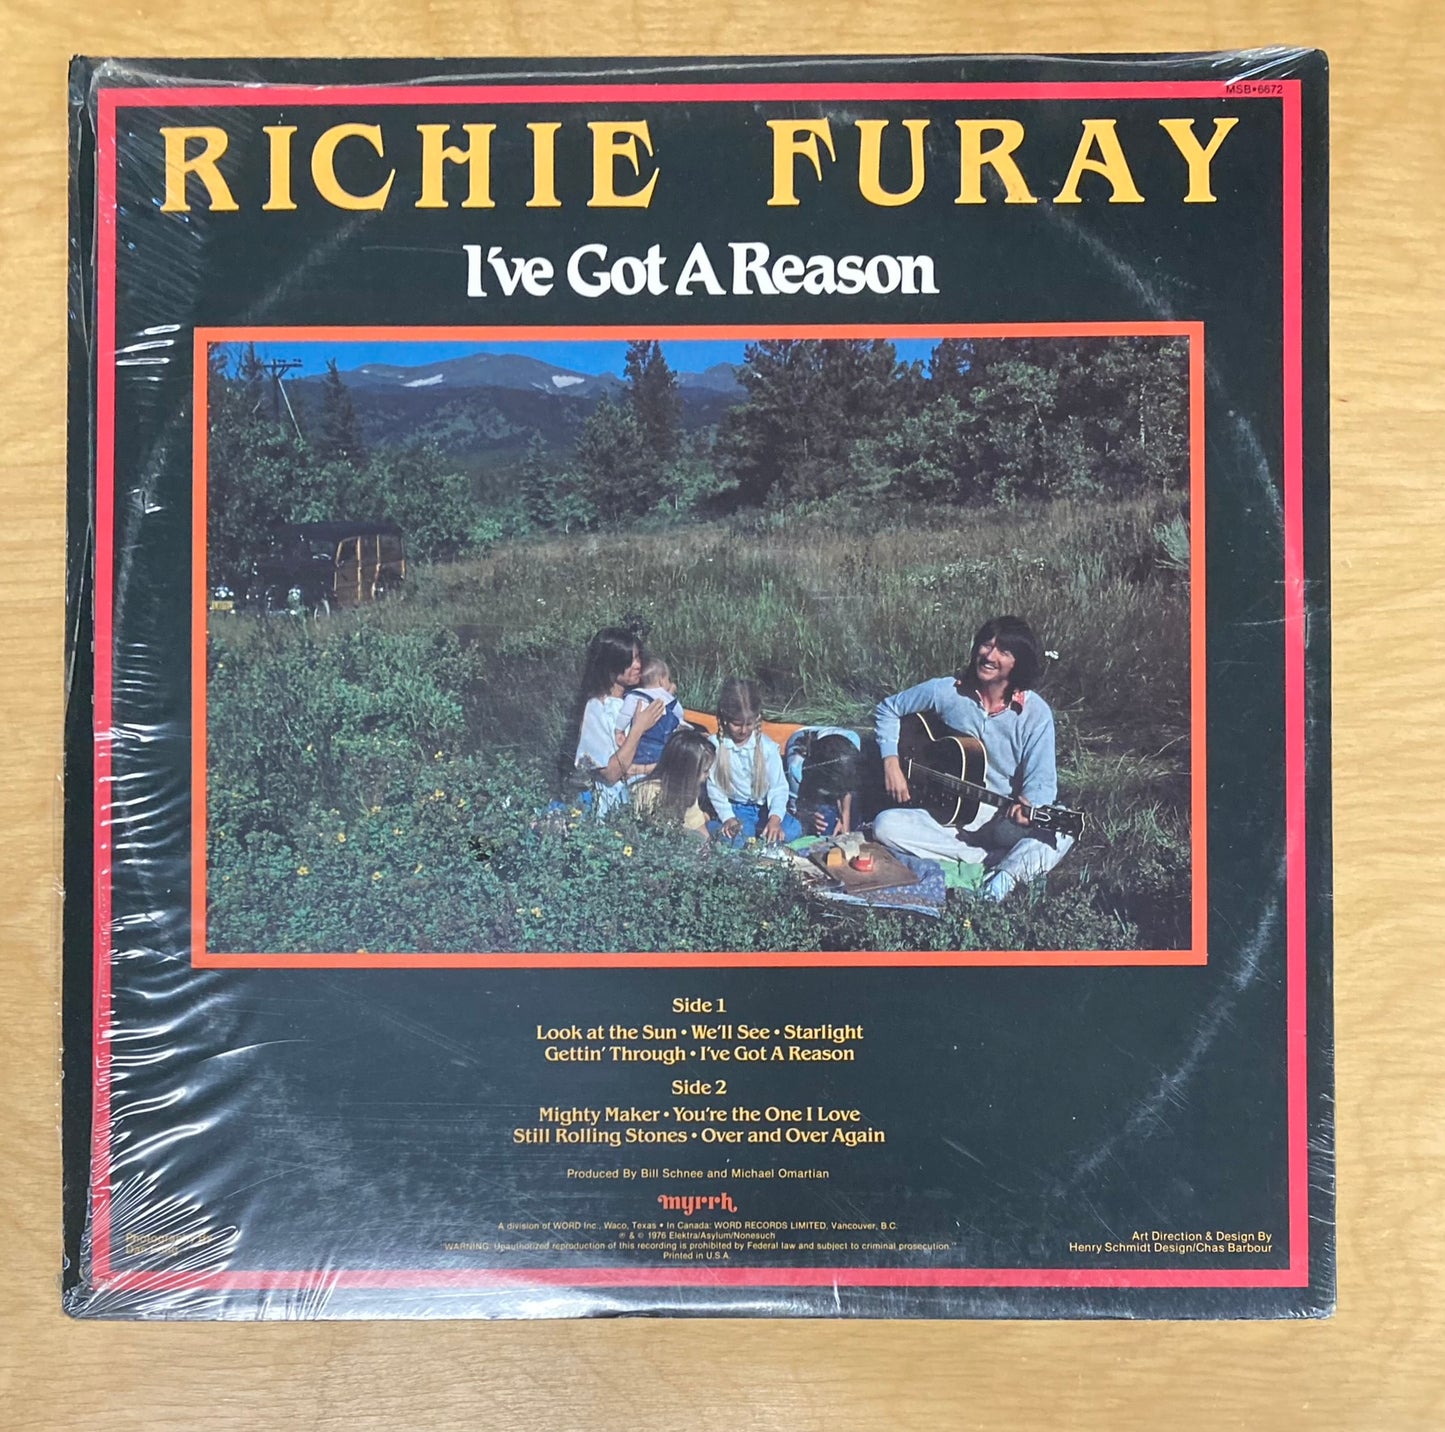 MSB•6672
RICHIE FURAY
I've Got A Reason
Side 1
Look at the Sun • We'll See • Starlight
Gettin' Through • I've Got A Reason
Side 2
Mighty Maker • You're the One I Love
Still Rolling Stones • Over and Over Again
Produced By Bill Schnee and Michael Omartian
myrrh
A division of WORD Inc., Waco, Texas • In Canada: WORD RECORDS LIMITED, Vancouver, B.C.
℗ & © 1976 Elektra/Asylum/Nonesuch
"WARNING: Unauthorized reproduction of this recording is prohibited by Federal law and subject to criminal prosecution."
Printed in U.S.A.
Photography By
Dan
Art Direction & Design By
Henry Schmidt Design/Chas Barbour